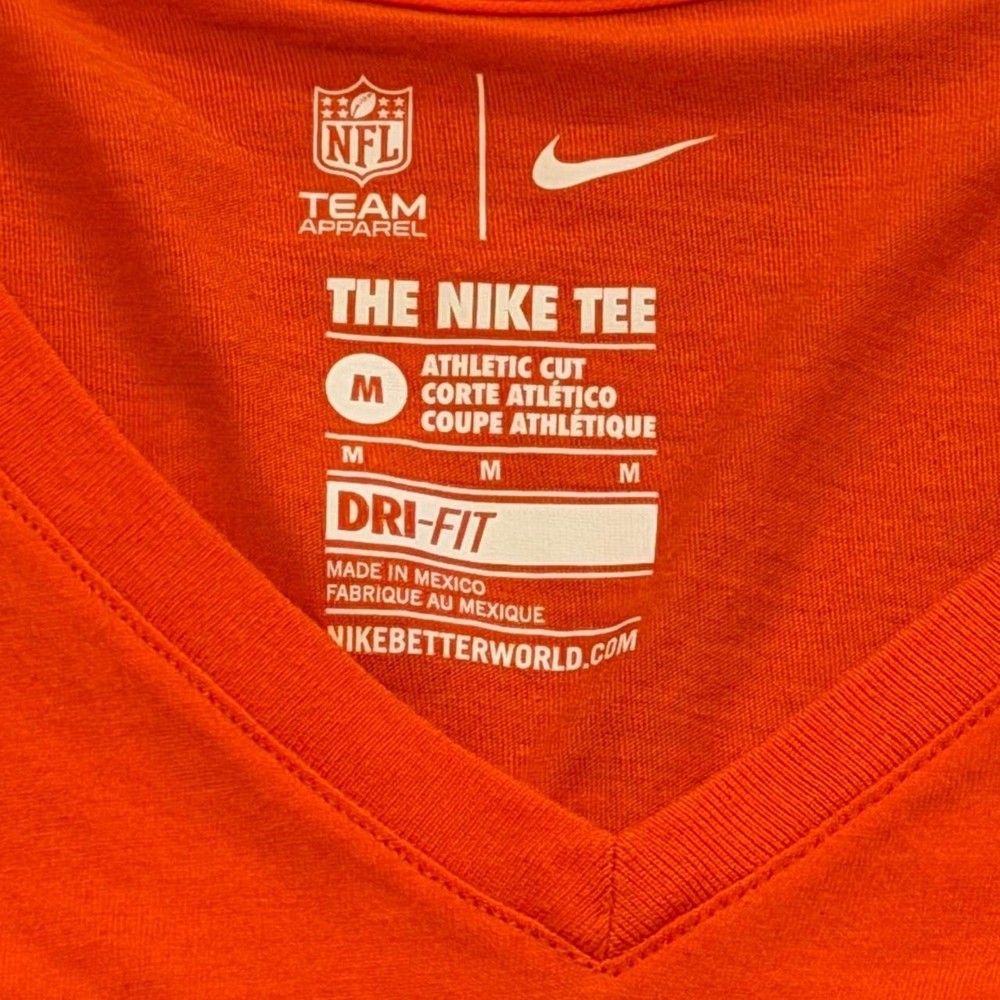 NFL
TEAM
APPAREL
THE NIKE TEE
M
ATHLETIC CUT
CORTE ATLÉTICO
COUPE ATHLÉTIQUE
M M M
DRI-FIT
MADE IN MEXICO
FABRIQUE AU MEXIQUE
NIKEBETTERWORLD.COM